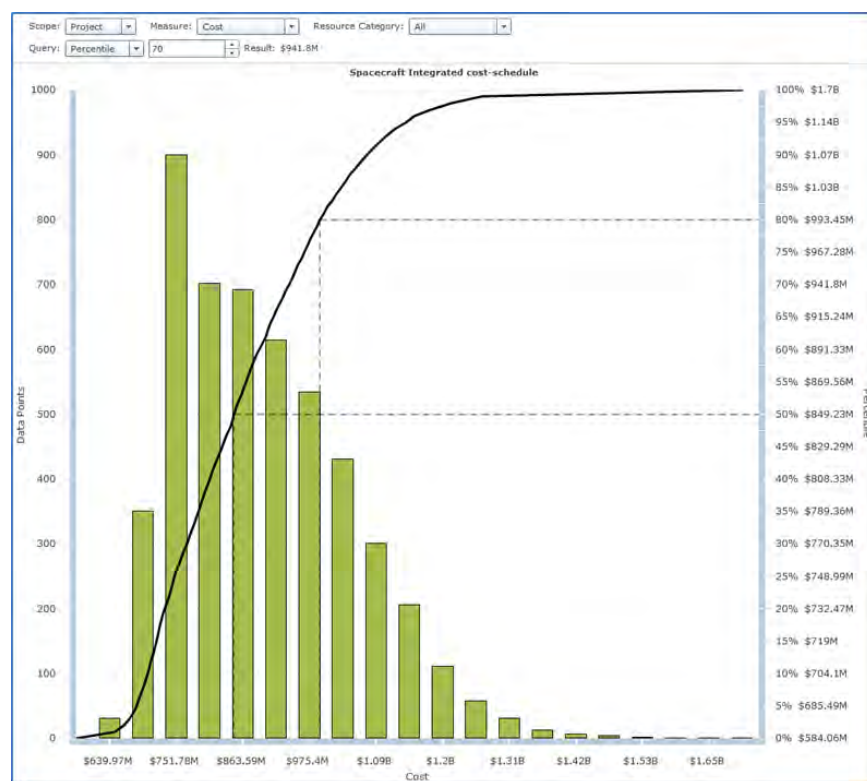 Scope: Project Measure: Cost Resource Category: All
Query: Percentile 70 Result: $941.8M
Spacecraft Integrated cost-schedule
1000 100% $1.7B
95% $1.14B
900 90% $1.07B
85% $1.03B
800 80% $993.45M
75% $967.28M
700 70% $941.8M
65% $915.24M
600 60% $891.33M
55% $869.56M
500 50% $849.23M
Data Points
45% $829.29M
400 40% $808.33M
35% $789.36M
300 30% $770.35M
25% $748.99M
200 20% $732.47M
15% $719M
100 10% $704.1M
5% $685.49M
0 0% $584.06M
$639.97M $751.78M $863.59M $975.4M $1.09B $1.2B $1.31B $1.42B $1.53B $1.65B
Cost